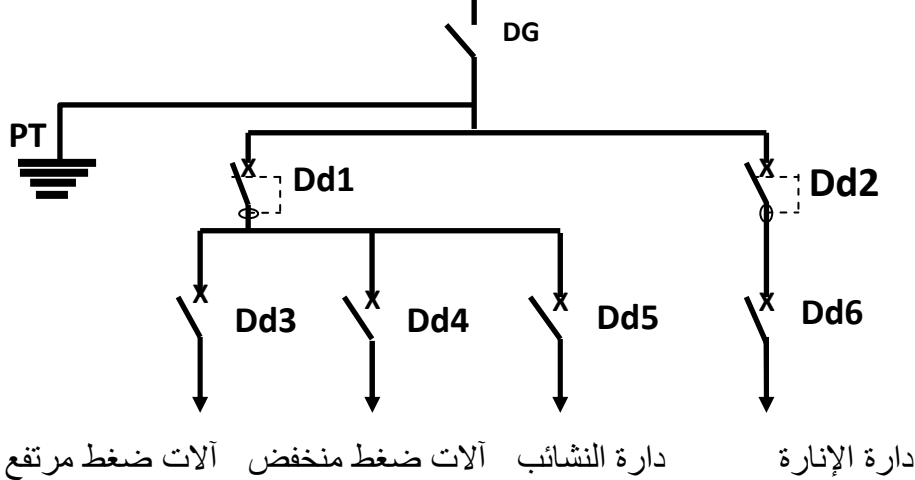 DG
PT
Dd1
Dd2
Dd3
Dd4
Dd5
Dd6
دارة الإنارة
دارة النشائب
آلات ضغط منخفض
آلات ضغط مرتفع